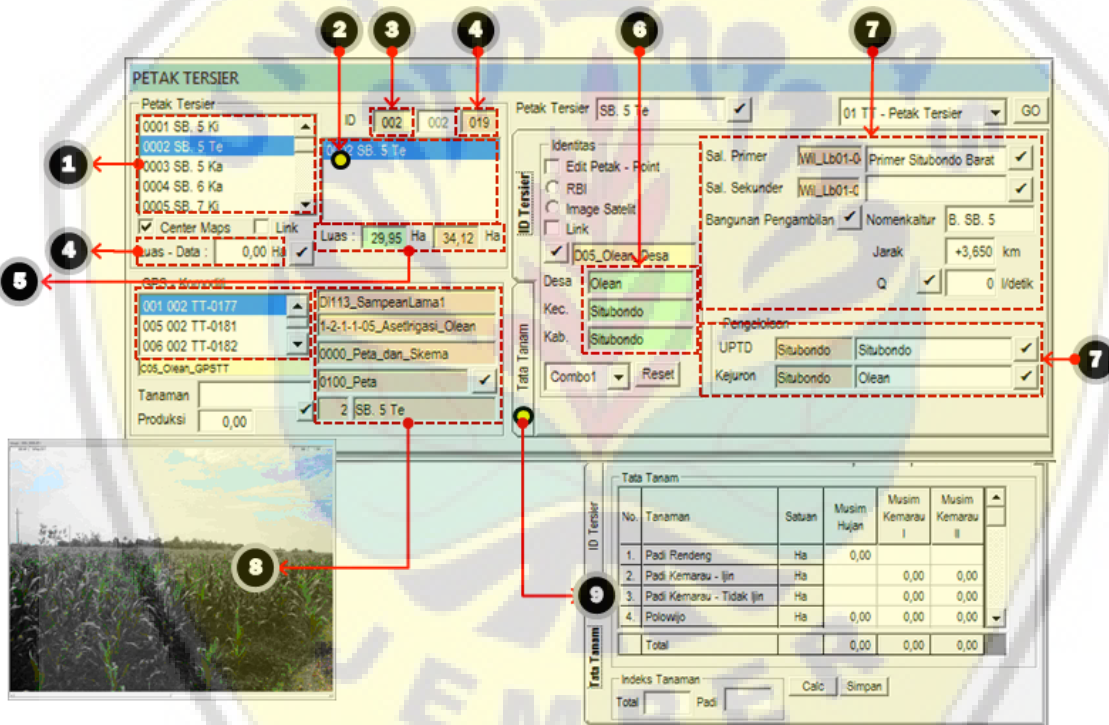 2
3
4
6
7
PETAK TERSIER
Petak Tersier
ID 002 002 019
0001 SB. 5 Ki
0002 SB. 5 Te
0003 SB. 5 Ka
0004 SB. 6 Ka
0005 SB. 7 Ki
1
SB. 5 Te
Center Maps Link
4
Luas - Data : 0,00 Ha
Luas : 29,95 Ha 34,12 Ha
5
001 002 TT-0177
005 002 TT-0181
006 002 TT-0182
C05_Olean_GPSTT
Tanaman
Produksi 0,00
DI113_SampeanLama1
1-2-1-1-05_AsetIrigasi_Olean
0000_Peta_dan_Skema
0100_Peta
2 SB. 5 Te
Petak Tersier SB. 5 Te
01 TT - Petak Tersier GO
ID Tersier
Tata Tanam
Identitas
Edit Petak - Point
RBI
Image Satelit
Link
D05_Olean_Desa
Desa Olean
Kec. Situbondo
Kab. Situbondo
Combo1 Reset
Sal. Primer Wil_Lb01-0 Primer Situbondo Barat
Sal. Sekunder Wil_Lb01-0
Bangunan Pengambilan Nomenkaltur B. SB. 5
Jarak +3,650 km
Q 0 l/detik
Pengelolaan
UPTD Situbondo Situbondo
Kejuron Situbondo Olean
7
8
9
ID Tersier
Tata Tanam
Tata Tanam
No. Tanaman Satuan Musim Hujan Musim Kemarau I Musim Kemarau II
1. Padi Rendeng Ha 0,00
2. Padi Kemarau - Ijin Ha 0,00 0,00
3. Padi Kemarau - Tidak Ijin Ha 0,00 0,00
4. Polowijo Ha 0,00 0,00 0,00
Total 0,00 0,00 0,00
Indeks Tanaman
Total Padi Calc Simpan